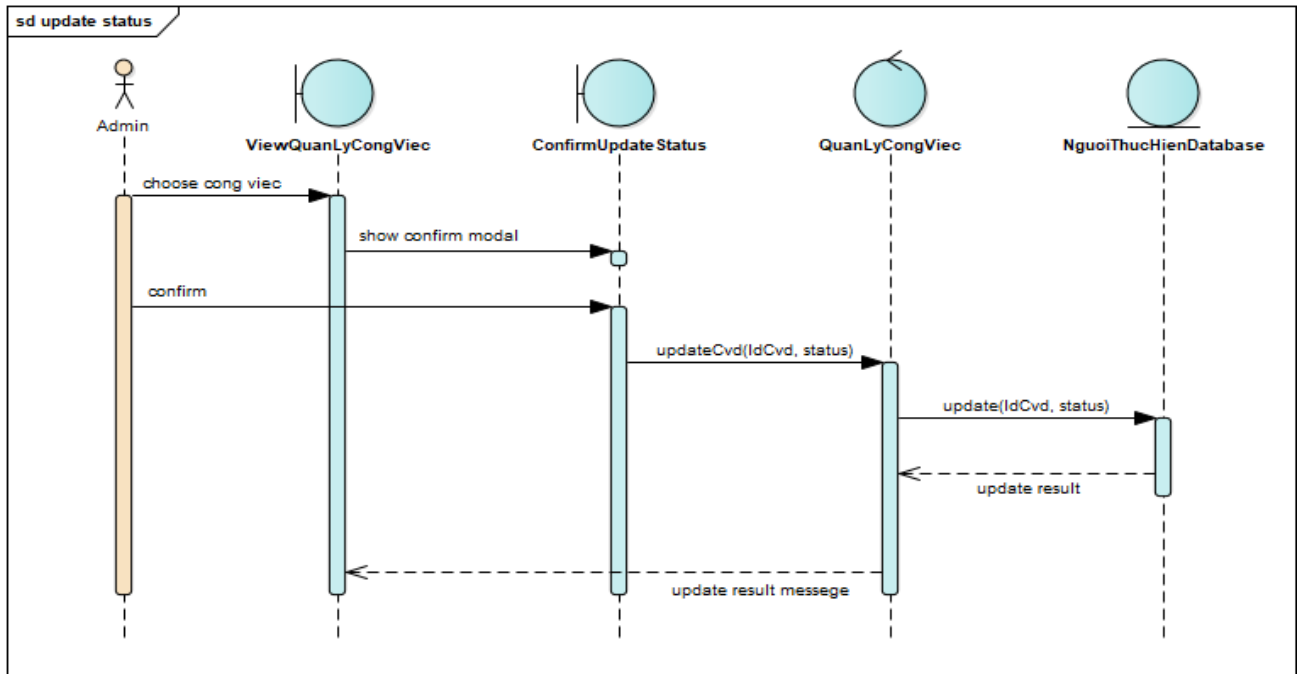 sd update status
Admin
ViewQuanLyCongViec
ConfirmUpdateStatus
QuanLyCongViec
NguoiThucHienDatabase
choose cong viec
show confirm modal
confirm
updateCvd(IdCvd, status)
update(IdCvd, status)
update result
update result messege